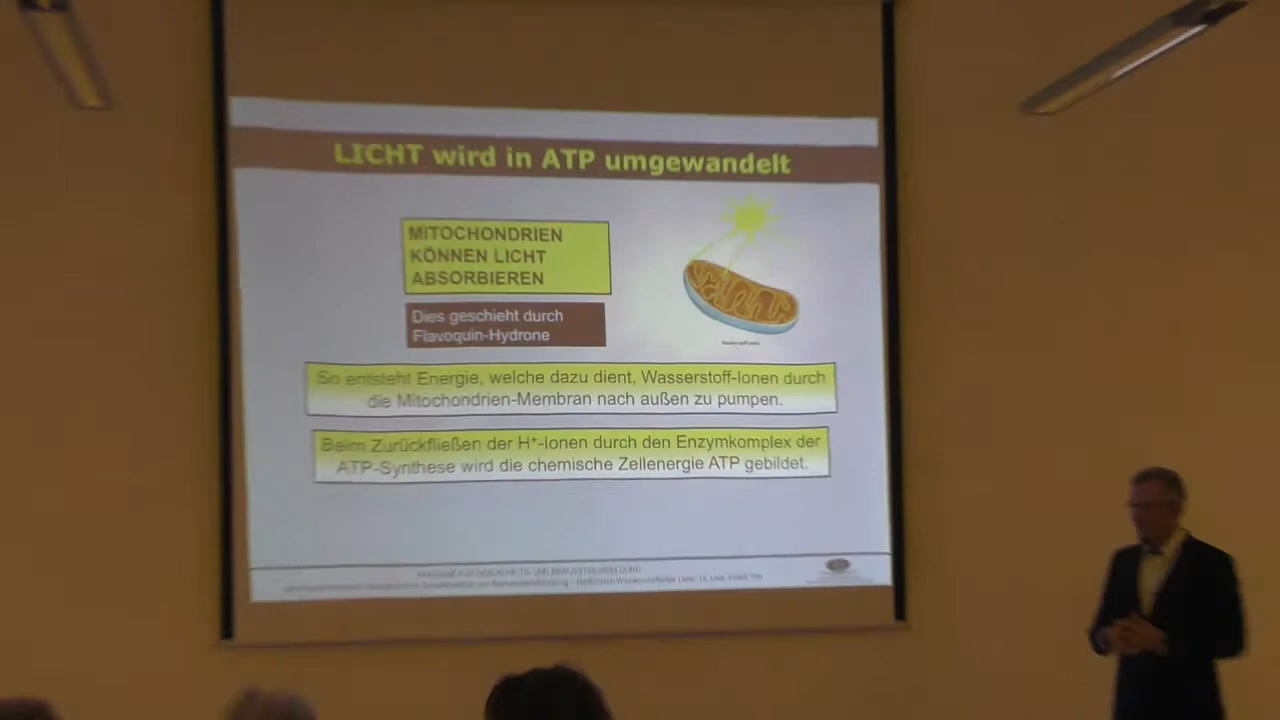 LICHT wird in ATP umgewandelt
MITOCHONDRIEN
KÖNNEN LICHT
ABSORBIEREN
Dies geschieht durch
Flavoquin-Hydrone
So entsteht Energie, welche dazu dient, Wasserstoff-Ionen durch
die Mitochondrien-Membran nach außen zu pumpen.
Beim Zurückfließen der H⁺-Ionen durch den Enzymkomplex der
ATP-Synthese wird die chemische Zellenergie ATP gebildet.